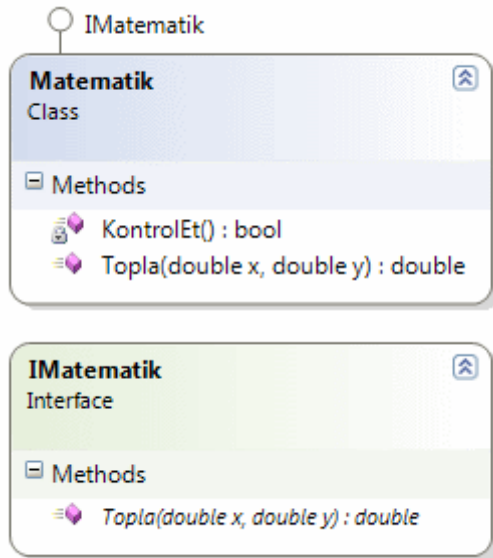 IMatematik
Matematik
Class
Methods
KontrolEt() : bool
Topla(double x, double y) : double
IMatematik
Interface
Methods
Topla(double x, double y) : double